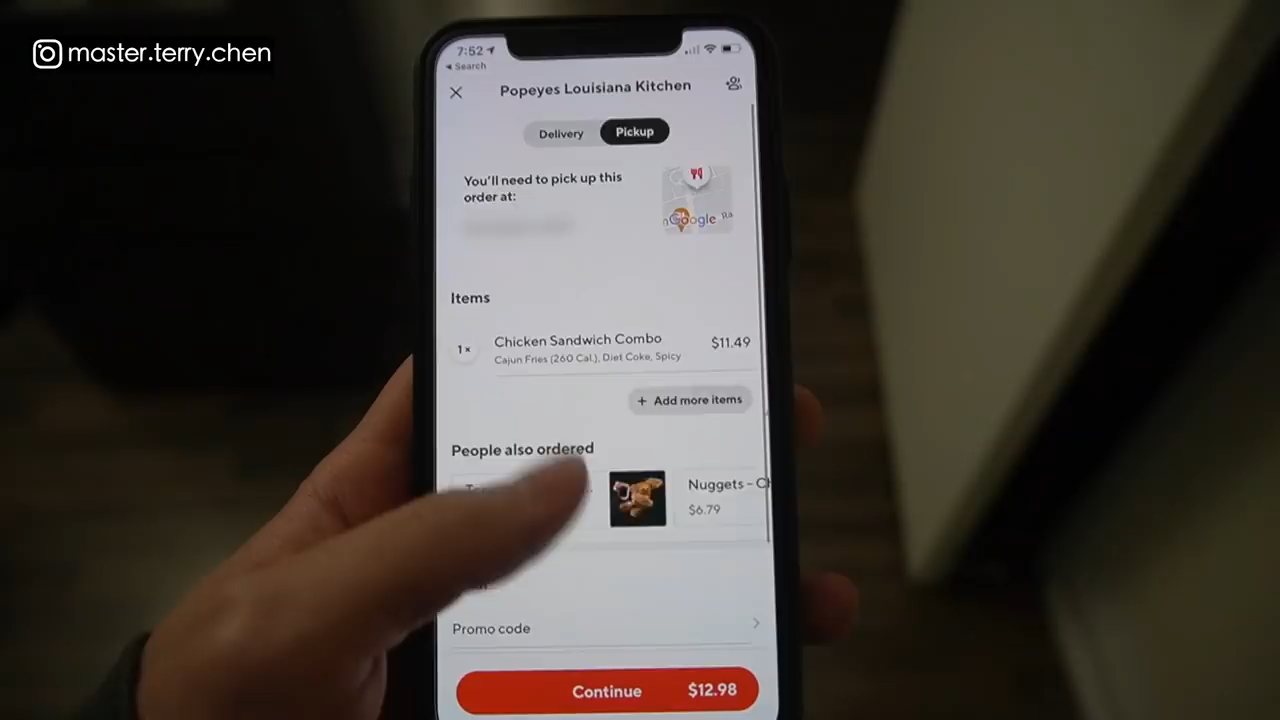 master.terry.chen
7:52
Search
Popeyes Louisiana Kitchen
Delivery
Pickup
You'll need to pick up this
order at:
Google
Items
1×
Chicken Sandwich Combo
$11.49
Cajun Fries (260 Cal.), Diet Coke, Spicy
+ Add more items
People also ordered
Nuggets - Ch
$6.79
Promo code
Continue
$12.98